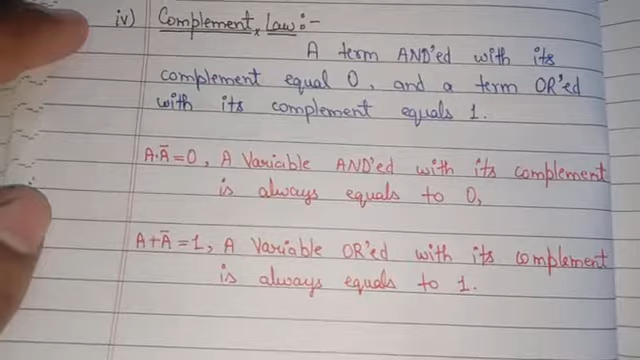 iv) Complement Law:-
A term AND'ed with its
complement equal 0, and a term OR'ed
with its complement equals 1.
A·Ā=0, A Variable AND'ed with its complement
is always equals to 0,
A+Ā=1, A Variable OR'ed with its complement
is always equals to 1.